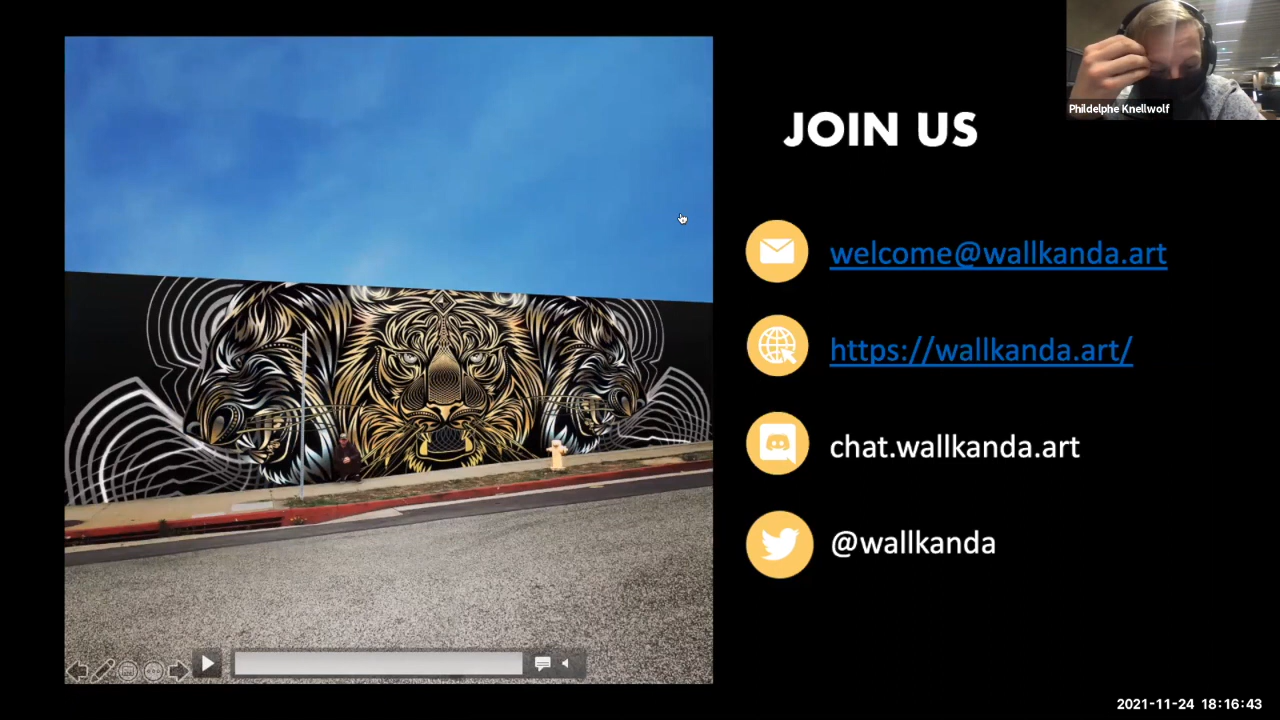 Phildelphe Knellwolf
JOIN US
welcome@wallkanda.art
https://wallkanda.art/
chat.wallkanda.art
@wallkanda
2021-11-24 18:16:43